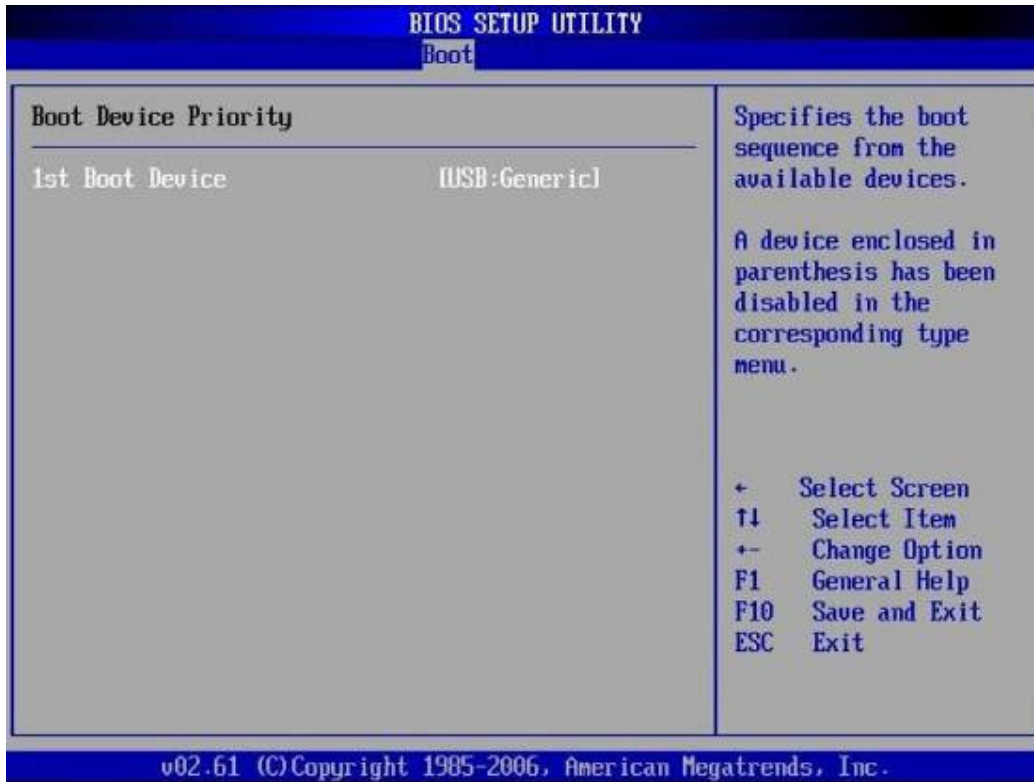 BIOS SETUP UTILITY
Boot
Boot Device Priority
1st Boot Device [USB:Generic]
Specifies the boot
sequence from the
available devices.
A device enclosed in
parenthesis has been
disabled in the
corresponding type
menu.
← Select Screen
↑↓ Select Item
+- Change Option
F1 General Help
F10 Save and Exit
ESC Exit
v02.61 (C)Copyright 1985-2006, American Megatrends, Inc.